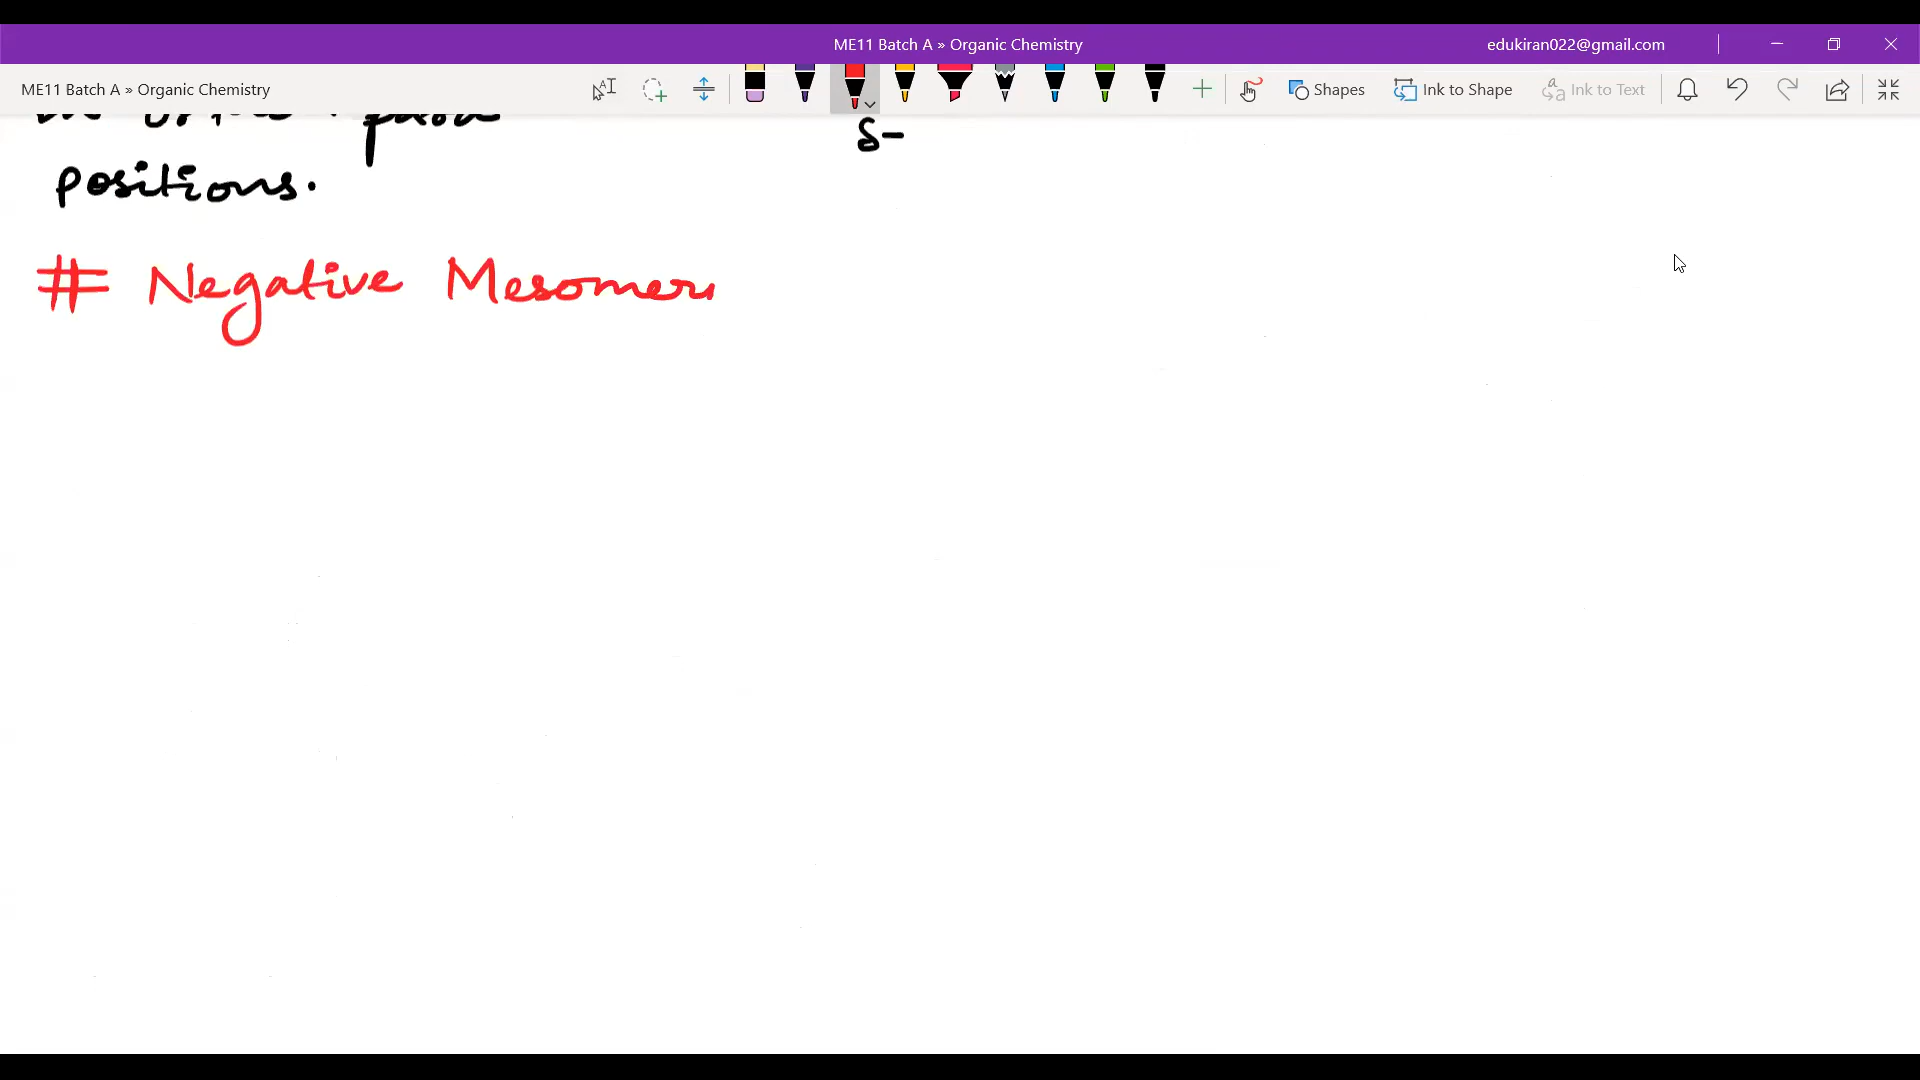 ME11 Batch A » Organic Chemistry
edukiran022@gmail.com
ME11 Batch A » Organic Chemistry
Shapes
Ink to Shape
Ink to Text
δ-
positions.
# Negative Mesomeri